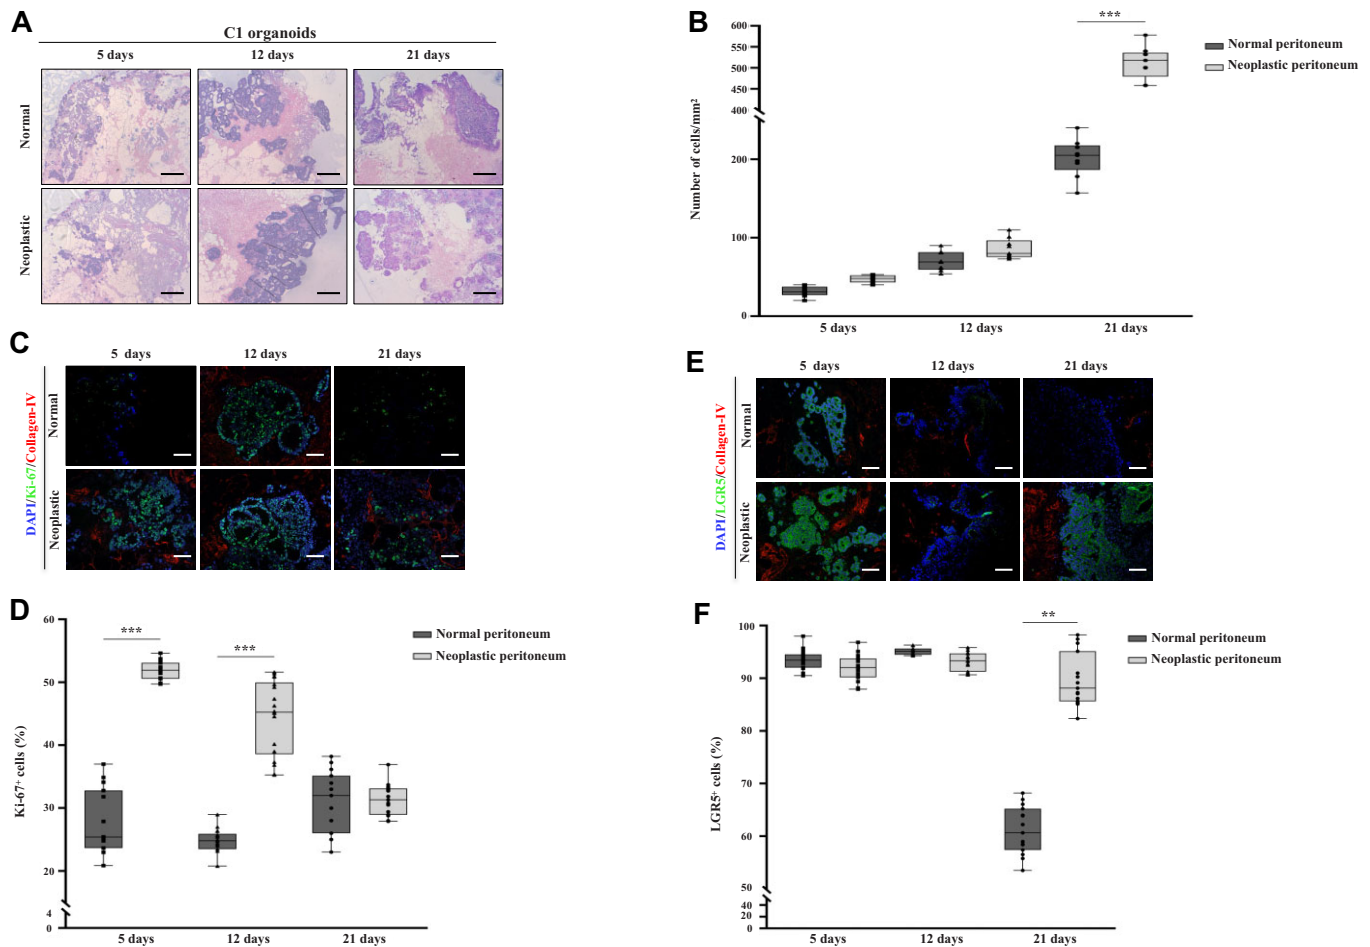 A
C1 organoids
5 days 12 days 21 days
Normal
Neoplastic
B
***
Normal peritoneum
Neoplastic peritoneum
Number of cells/mm²
600
550
500
450
400
200
100
0
5 days 12 days 21 days
C
5 days 12 days 21 days
DAPI/Ki-67/Collagen-IV
Normal
Neoplastic
E
5 days 12 days 21 days
DAPI/LGR5/Collagen-IV
Normal
Neoplastic
D
*** ***
Normal peritoneum
Neoplastic peritoneum
Ki-67⁺ cells (%)
60
50
40
30
20
4
0
5 days 12 days 21 days
F
**
Normal peritoneum
Neoplastic peritoneum
LGR5⁺ cells (%)
100
90
80
70
60
50
40
20
0
5 days 12 days 21 days